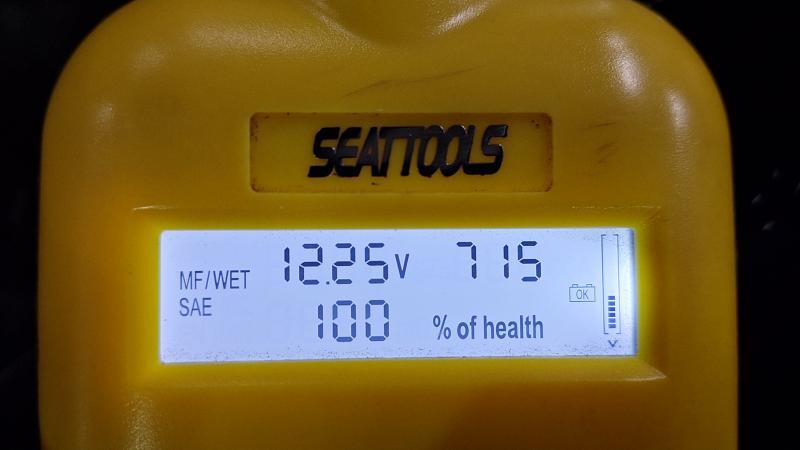 SEATTOOLS
MF/WET 12.25V 715
SAE 100 % of health
OK
V